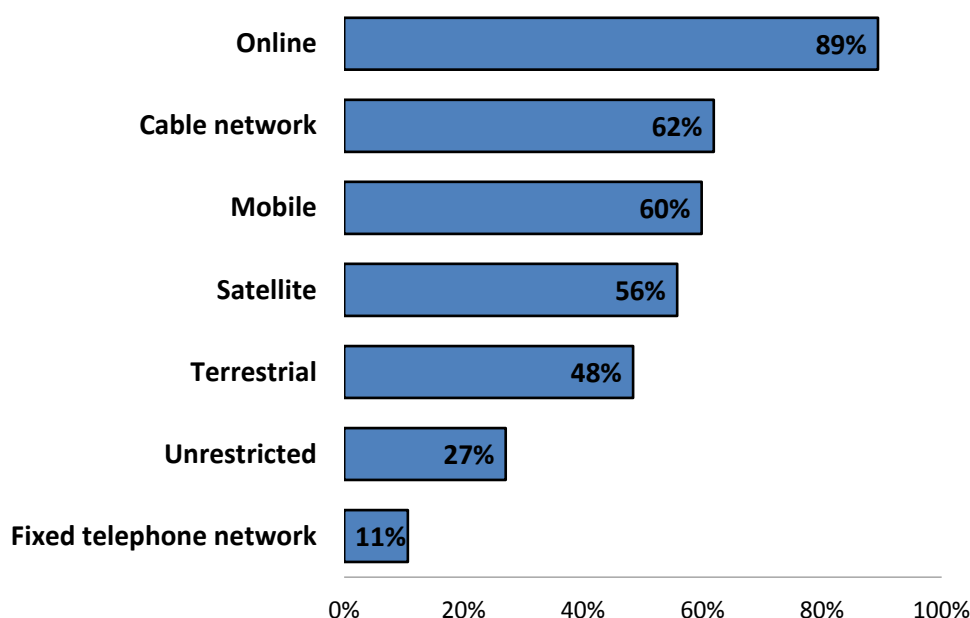 Online 89%
Cable network 62%
Mobile 60%
Satellite 56%
Terrestrial 48%
Unrestricted 27%
Fixed telephone network 11%
0% 20% 40% 60% 80% 100%